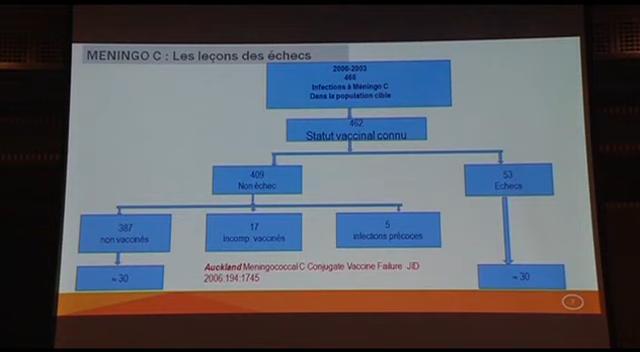 MENINGO C : Les leçons des échecs
2000-2003
466
Infections à Méningo C
Dans la population cible
462
Statut vaccinal connu
409
Non échec
53
Echecs
387
non vaccinés
17
Incomp. vaccinés
5
infections précoces
≈ 30
Auckland Meningococcal C Conjugate Vaccine Failure JID
2006:194:1745
≈ 30
7